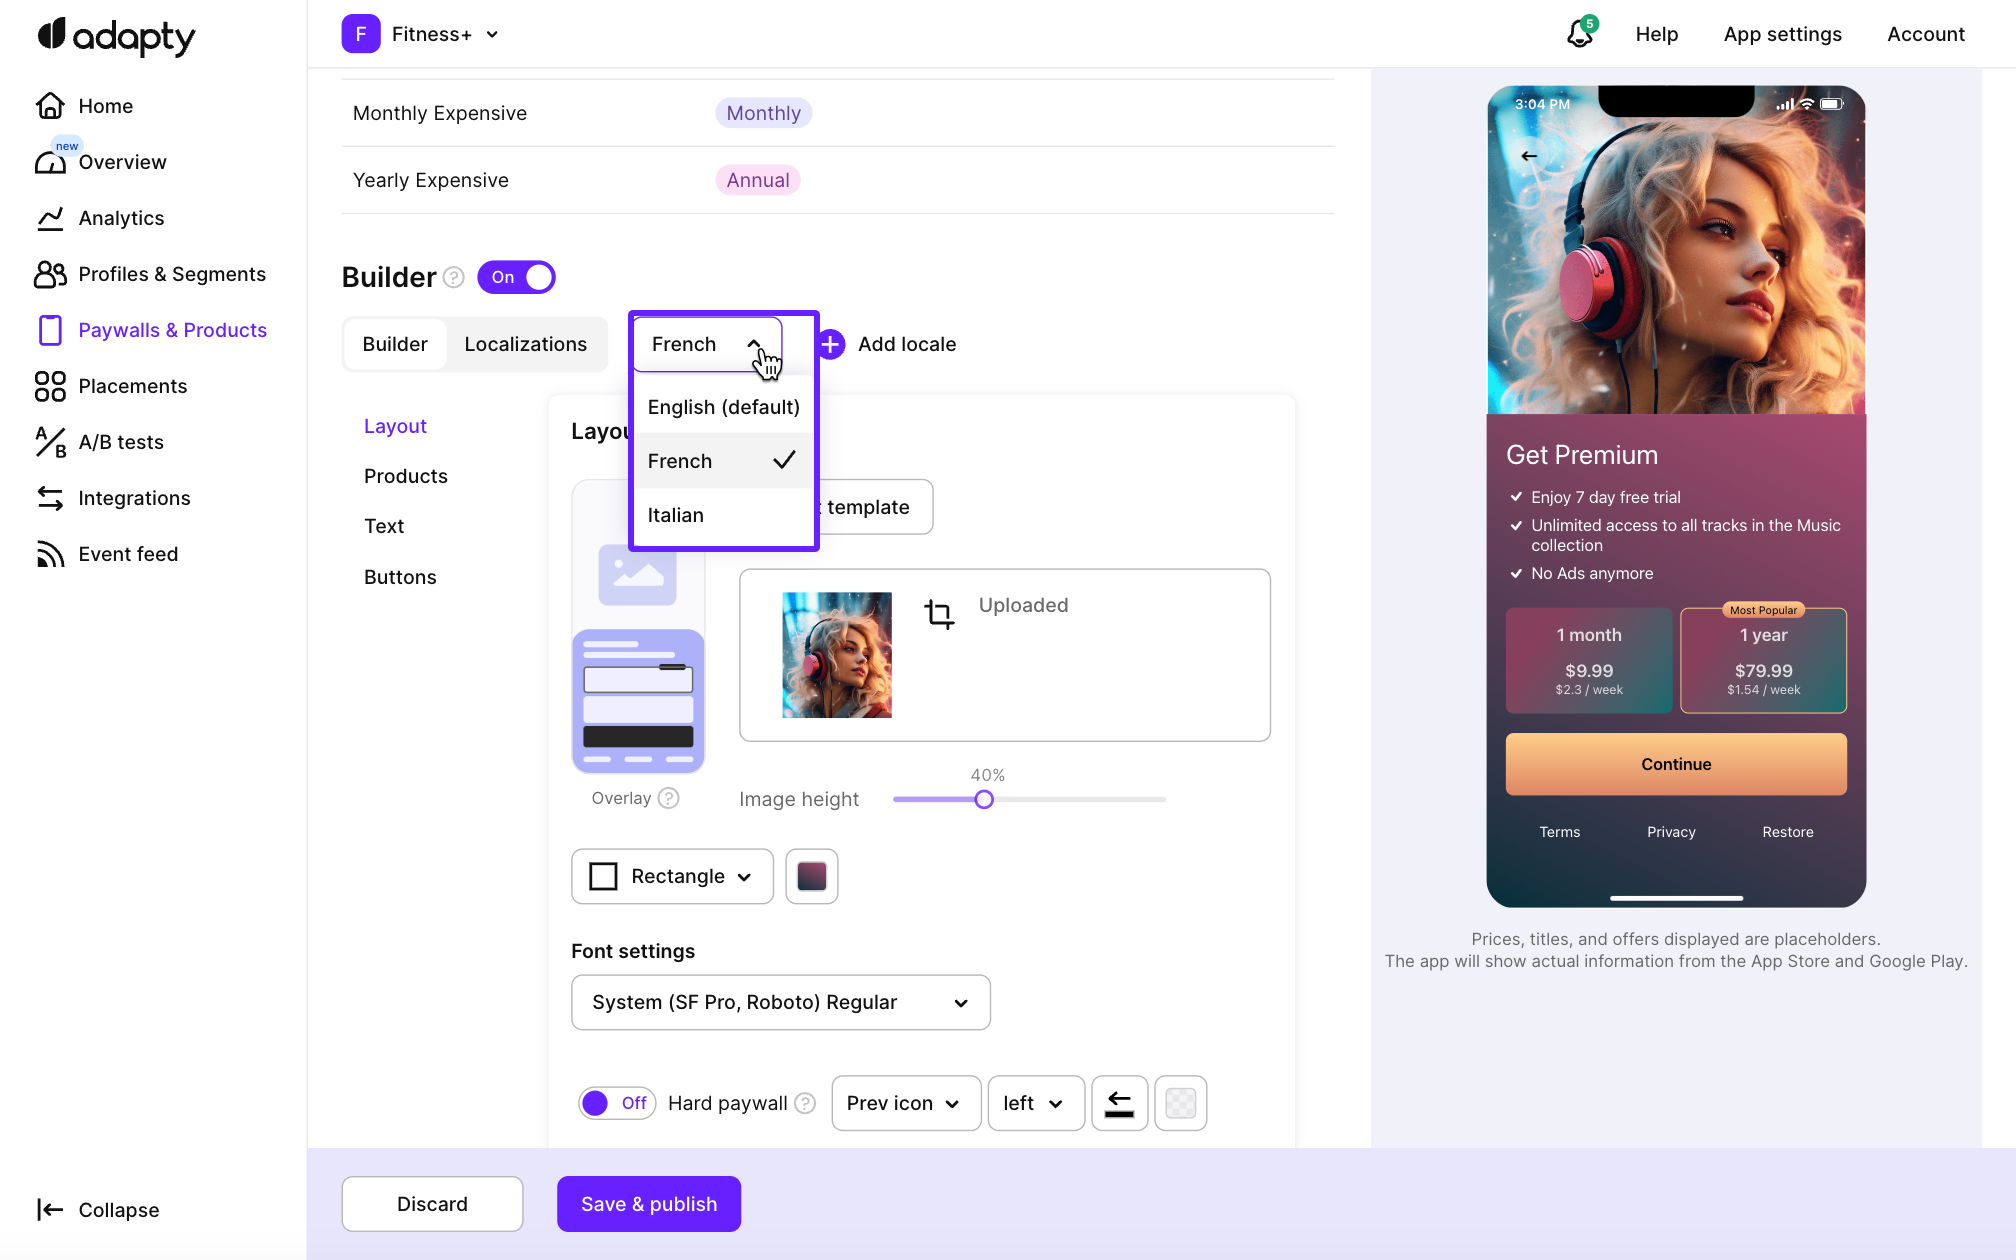 adapty
F
Fitness+
5
Help
App settings
Account
Home
new
Overview
Analytics
Profiles & Segments
Paywalls & Products
Placements
A/B
A/B tests
Integrations
Event feed
Collapse
Monthly Expensive
Monthly
Yearly Expensive
Annual
Builder
?
On
Builder
Localizations
French
Add locale
English (default)
French
Italian
Layout
Products
Text
Buttons
Layou
template
Uploaded
Overlay ?
40%
Image height
Rectangle
Font settings
System (SF Pro, Roboto) Regular
Off
Hard paywall ?
Prev icon
left
Discard
Save & publish
3:04 PM
Get Premium
Enjoy 7 day free trial
Unlimited access to all tracks in the Music
collection
No Ads anymore
Most Popular
1 month
$9.99
$2.3 / week
1 year
$79.99
$1.54 / week
Continue
Terms
Privacy
Restore
Prices, titles, and offers displayed are placeholders.
The app will show actual information from the App Store and Google Play.